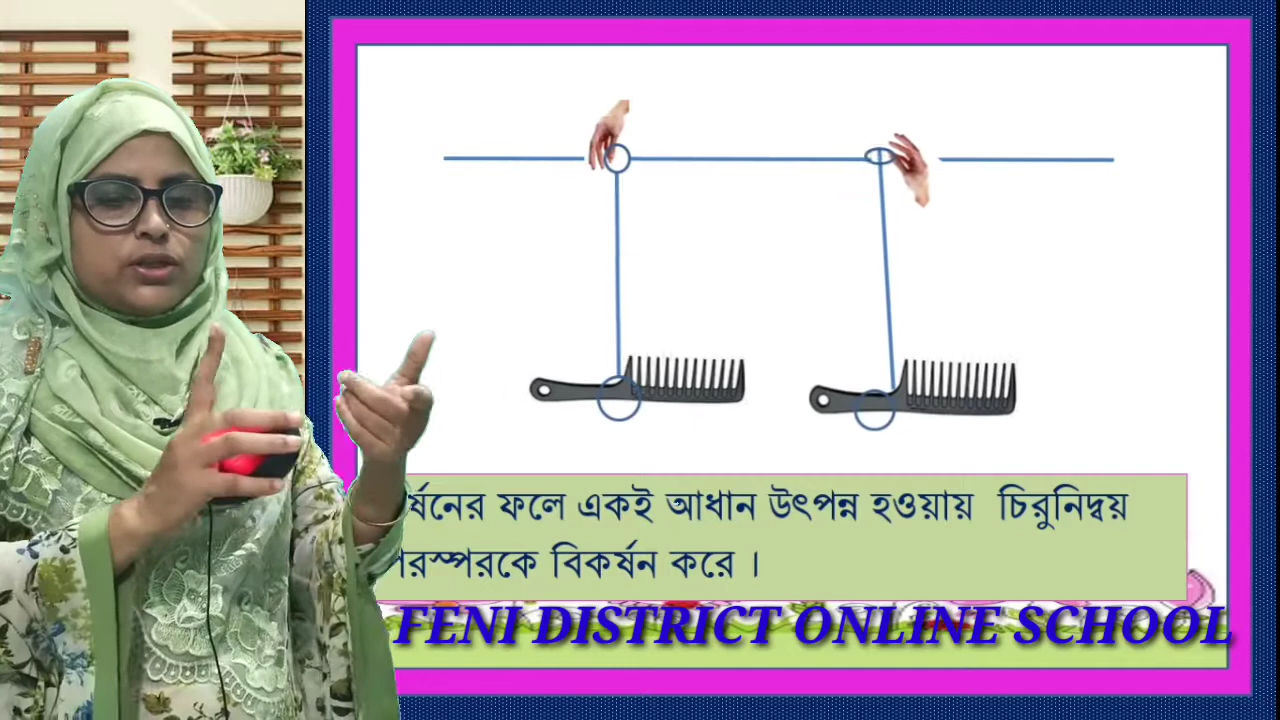 ফলে একই আধান উৎপন্ন হওয়ায় চিরুনিদ্বয়
বিকর্ষন করে ।
FENI DISTRICT ONLINE SCHOOL